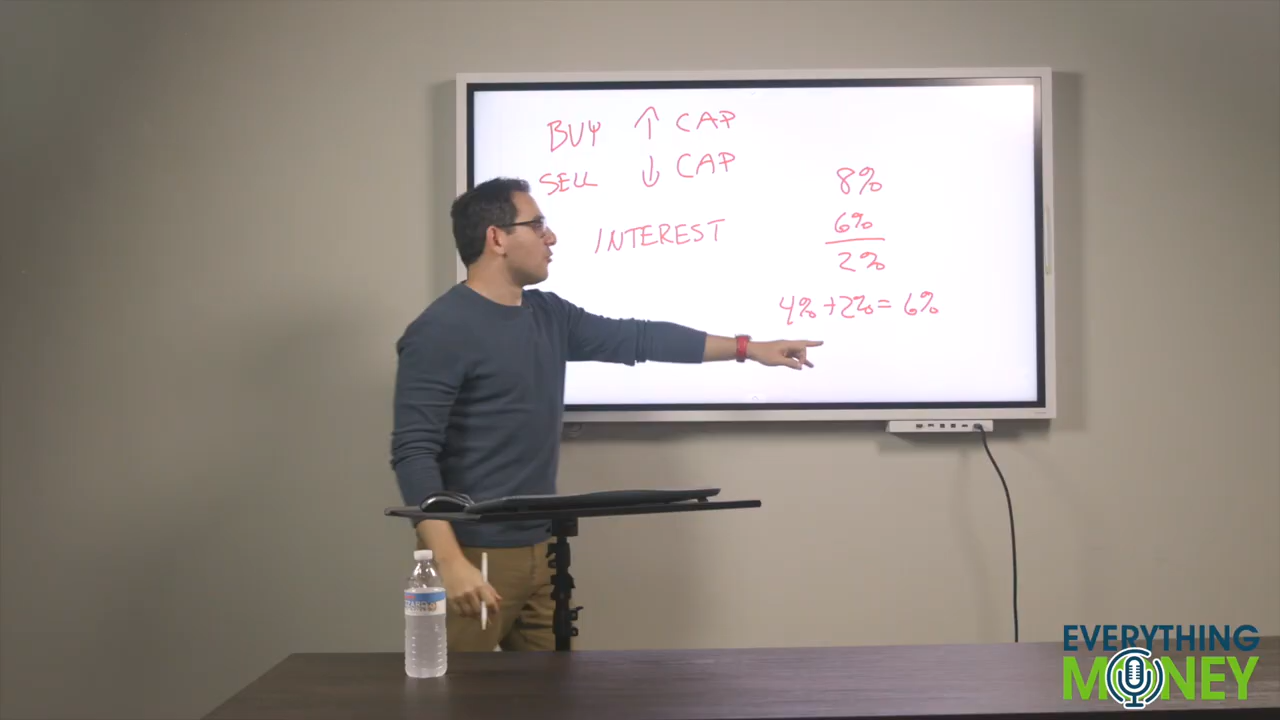 BUY ↑ CAP
SELL ↓ CAP
INTEREST
8%
6%
2%
4% + 2% = 6%
EVERYTHING
MONEY